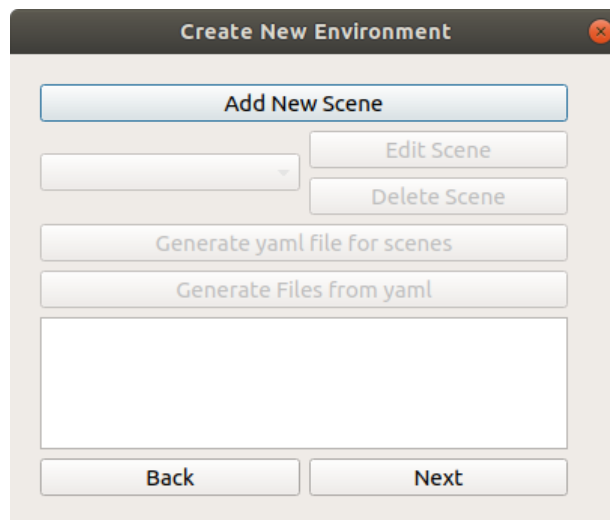 Create New Environment
Add New Scene
Edit Scene
Delete Scene
Generate yaml file for scenes
Generate Files from yaml
Back
Next